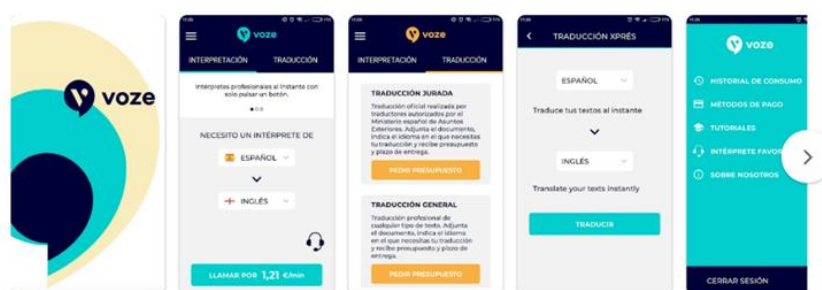 voze
voze
INTERPRETACIÓN TRADUCCIÓN
Intérpretes profesionales al instante con
solo pulsar un botón.
NECESITO UN INTÉRPRETE DE
ESPAÑOL
INGLÉS
LLAMAR POR 1,21 €/min
voze
INTERPRETACIÓN TRADUCCIÓN
TRADUCCIÓN JURADA
Traducción oficial realizada por
traductores autorizados por el
Ministerio español de Asuntos
Exteriores. Adjunta el documento,
indica el idioma en el que necesitas
tu traducción y recibe presupuesto
y plazo de entrega.
PEDIR PRESUPUESTO
TRADUCCIÓN GENERAL
Traducción profesional de
cualquier tipo de texto. Adjunta
el documento, indica el idioma
en el que necesitas tu traducción
y recibe presupuesto y plazo de
entrega.
PEDIR PRESUPUESTO
TRADUCCIÓN XPRÉS
ESPAÑOL
Traduce tus textos al instante
INGLÉS
Translate your texts instantly
TRADUCIR
voze
HISTORIAL DE CONSUMO
MÉTODOS DE PAGO
TUTORIALES
INTÉRPRETE FAVOR
SOBRE NOSOTROS
CERRAR SESIÓN